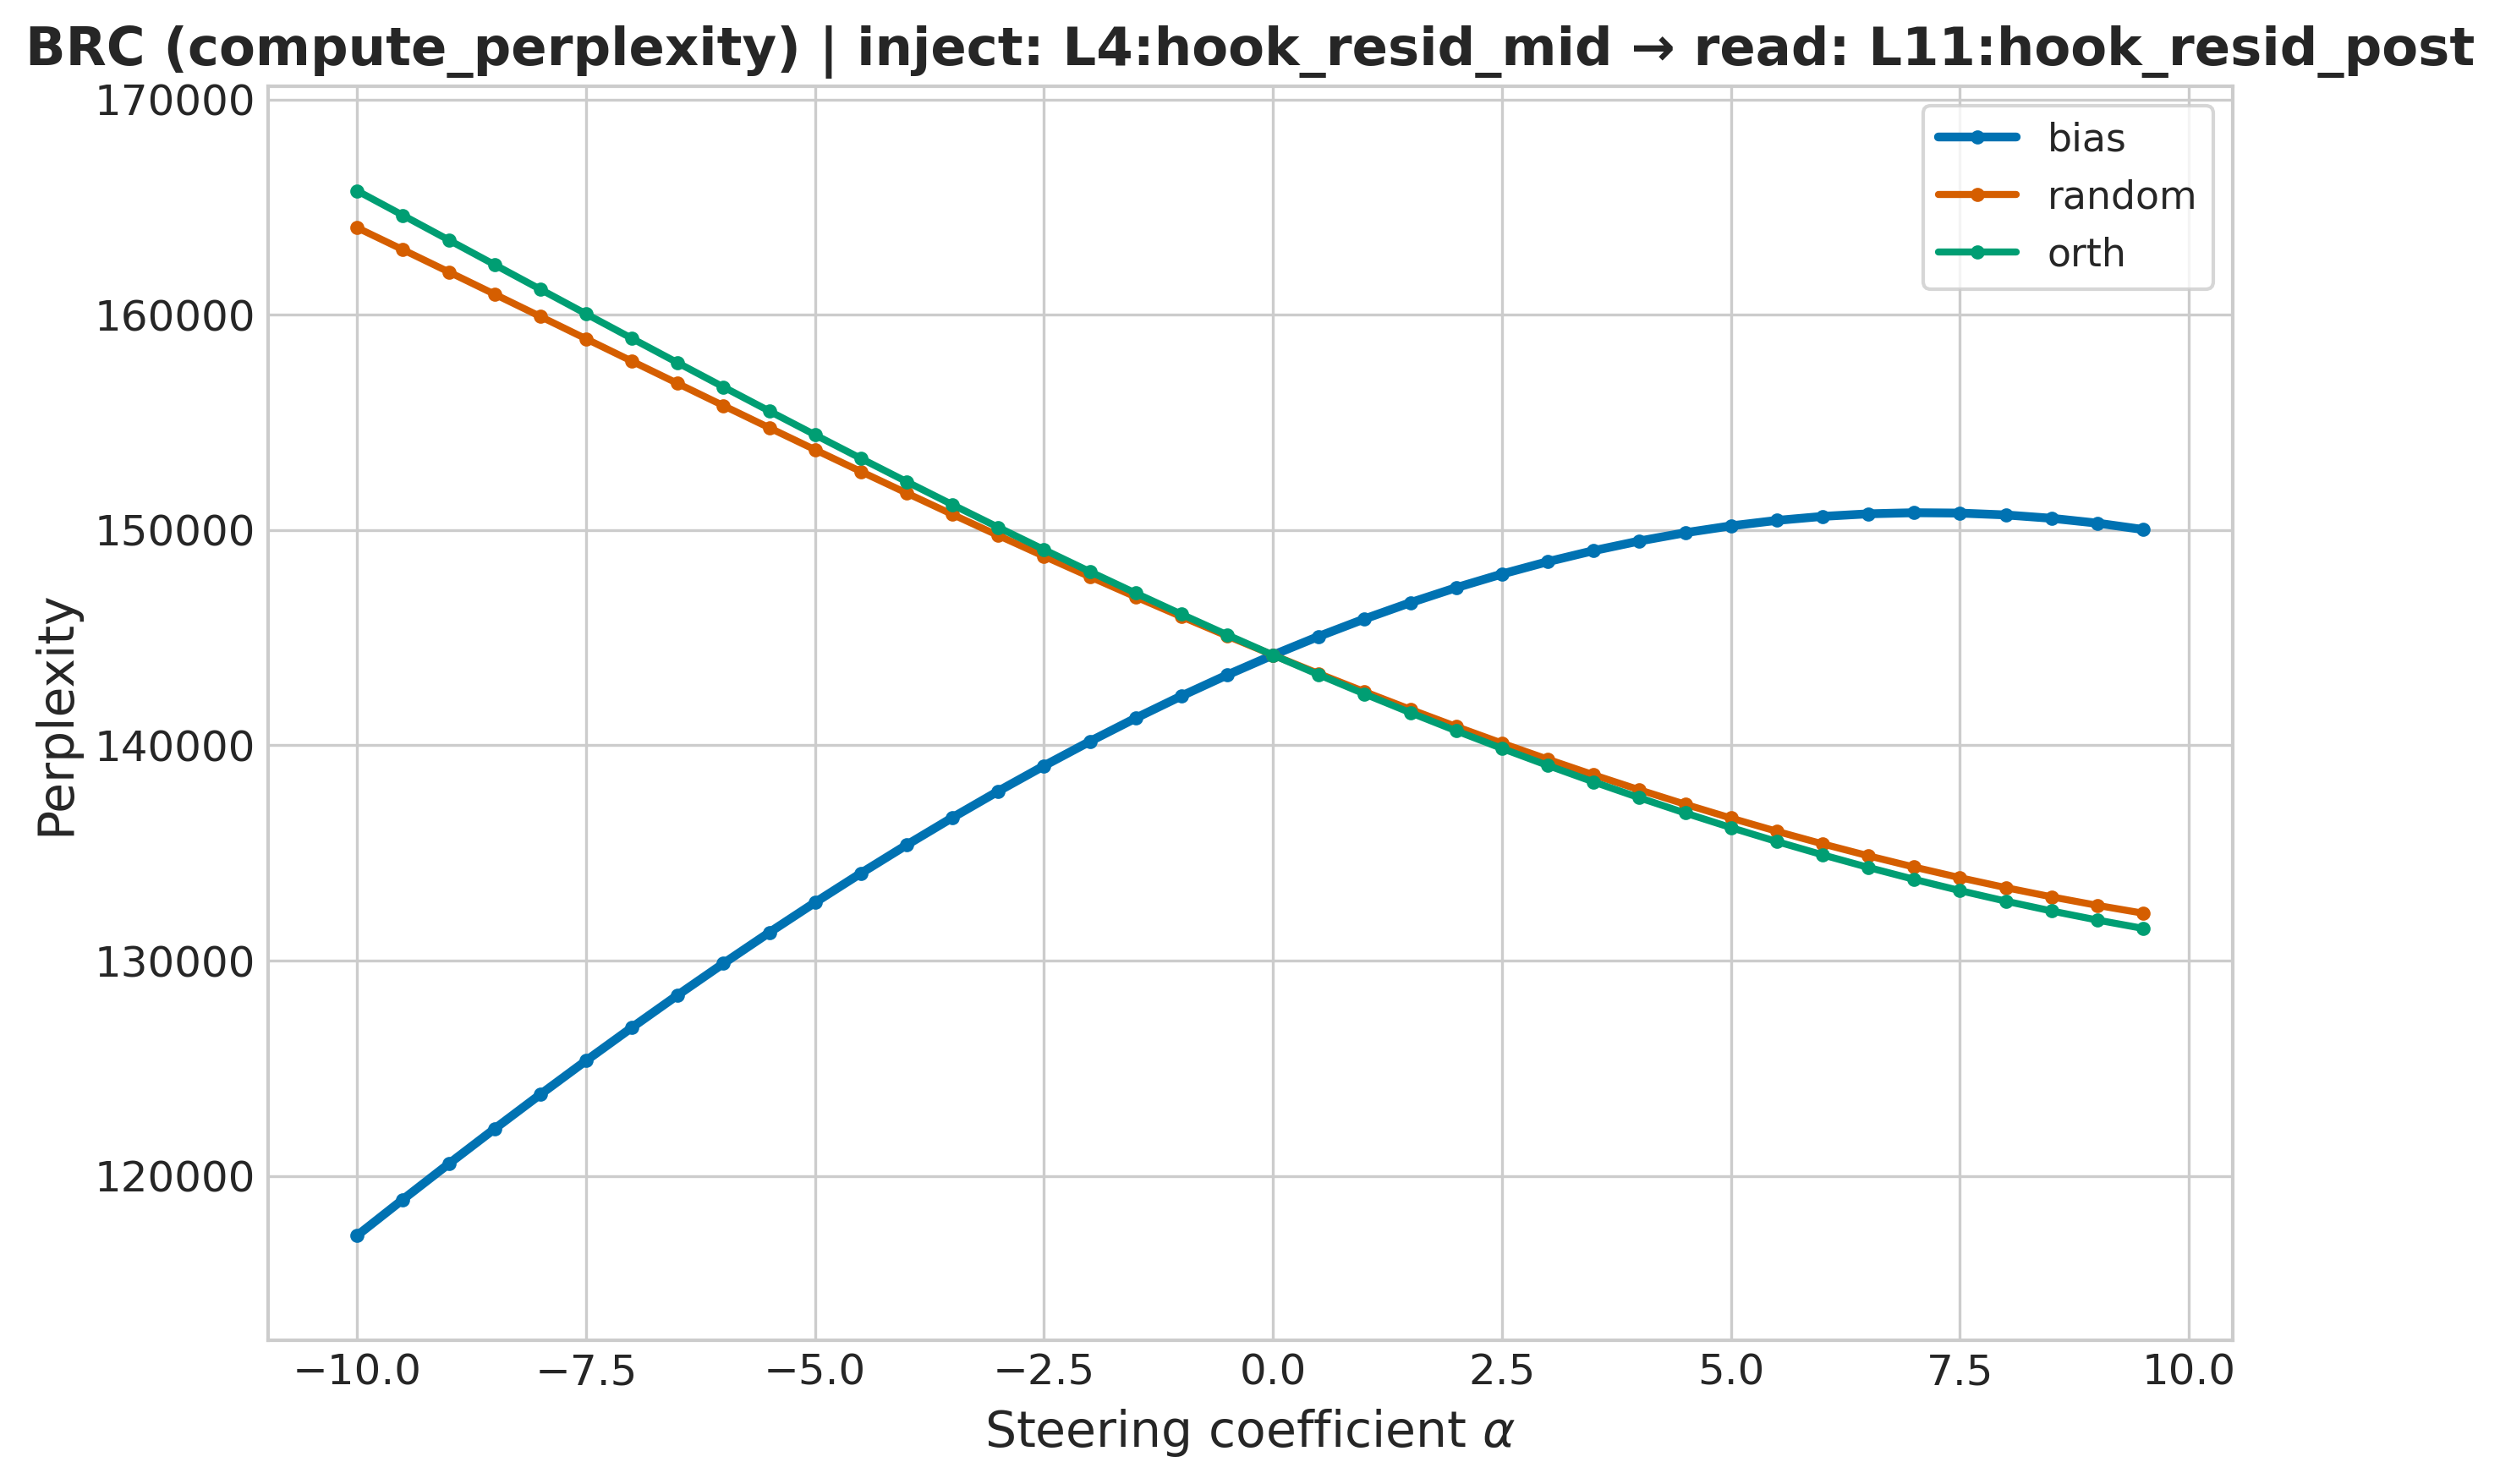 BRC (compute_perplexity) | inject: L4:hook_resid_mid → read: L11:hook_resid_post
170000
160000
150000
140000
130000
120000
Perplexity
bias
random
orth
−10.0
−7.5
−5.0
−2.5
0.0
2.5
5.0
7.5
10.0
Steering coefficient α